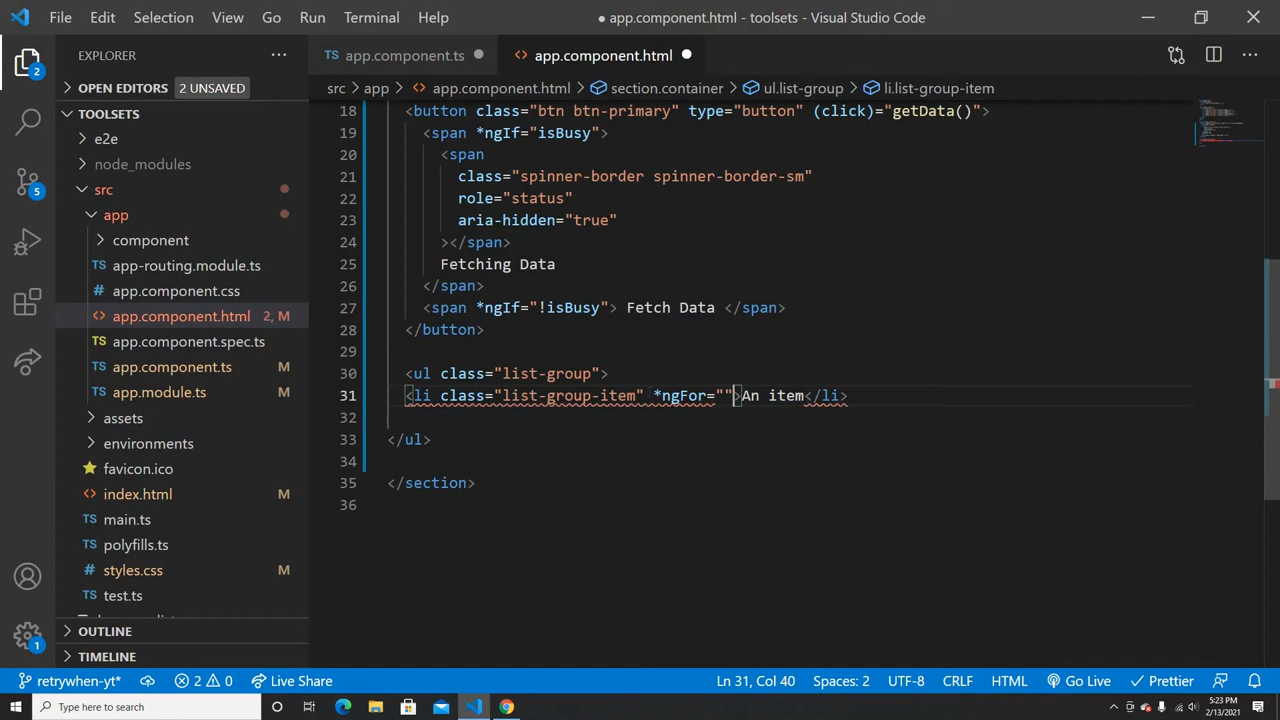 File Edit Selection View Go Run Terminal Help
● app.component.html - toolsets - Visual Studio Code
EXPLORER
OPEN EDITORS 2 UNSAVED
TOOLSETS
e2e
node_modules
src
app
component
app-routing.module.ts
app.component.css
app.component.html 2, M
app.component.spec.ts
app.component.ts M
app.module.ts M
assets
environments
favicon.ico
index.html M
main.ts
polyfills.ts
styles.css M
test.ts
OUTLINE
TIMELINE
2
5
1
TS app.component.ts
<> app.component.html
src > app > app.component.html > section.container > ul.list-group > li.list-group-item
18 <button class="btn btn-primary" type="button" (click)="getData()">
19 <span *ngIf="isBusy">
20 <span
21 class="spinner-border spinner-border-sm"
22 role="status"
23 aria-hidden="true"
24 ></span>
25 Fetching Data
26 </span>
27 <span *ngIf="!isBusy"> Fetch Data </span>
28 </button>
29
30 <ul class="list-group">
31 <li class="list-group-item" *ngFor="">An item</li>
32
33 </ul>
34
35 </section>
36
retrywhen-yt* 2 0 Live Share Ln 31, Col 40 Spaces: 2 UTF-8 CRLF HTML Go Live Prettier
Type here to search
5:23 PM
2/13/2021